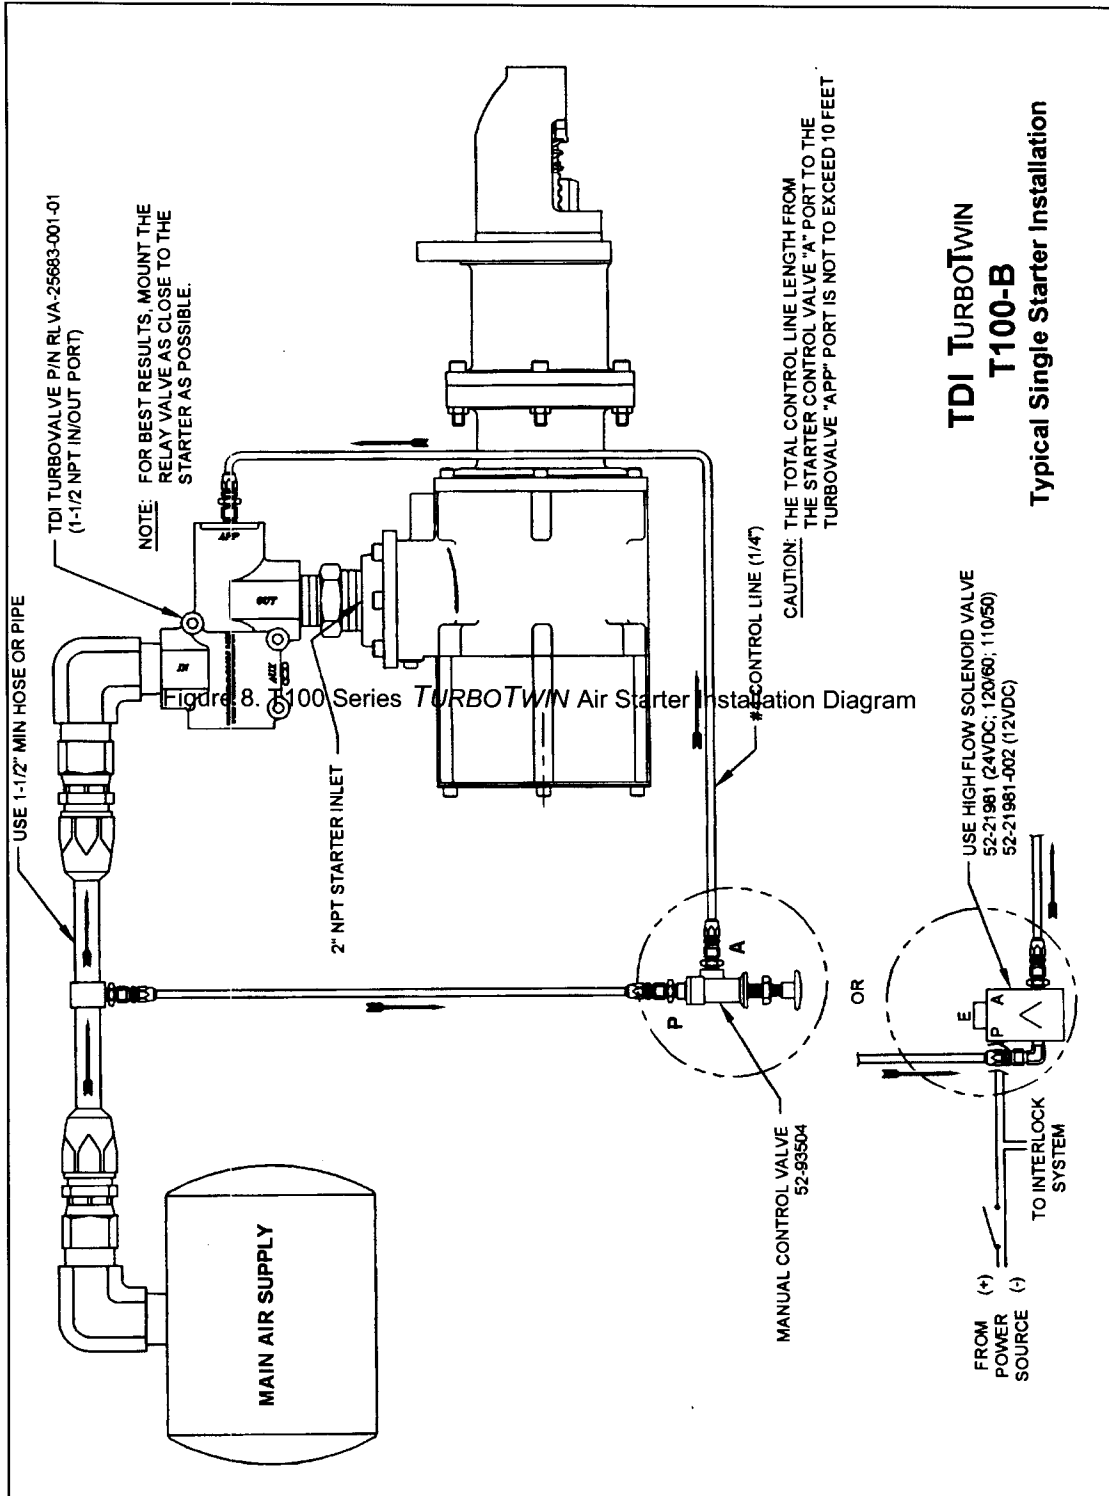 USE 1-1/2" MIN HOSE OR PIPE
TDI TURBOVALVE P/N RLVA-25683-001-01
(1-1/2 NPT IN/OUT PORT)
NOTE: FOR BEST RESULTS, MOUNT THE
RELAY VALVE AS CLOSE TO THE
STARTER AS POSSIBLE.
APP
OUT
IN
AUX
MAIN AIR SUPPLY
2" NPT STARTER INLET
Figure 8. T100 Series TURBOTWIN Air Starter Installation Diagram
#4 CONTROL LINE (1/4")
P
A
MANUAL CONTROL VALVE
52-93504
CAUTION: THE TOTAL CONTROL LINE LENGTH FROM
THE STARTER CONTROL VALVE "A" PORT TO THE
TURBOVALVE "APP" PORT IS NOT TO EXCEED 10 FEET
OR
USE HIGH FLOW SOLENOID VALVE
52-21981 (24VDC; 120/60; 110/50)
52-21981-002 (12VDC)
E
P A
FROM (+)
POWER
SOURCE (-)
TO INTERLOCK
SYSTEM
TDI TURBOTWIN
T100-B
Typical Single Starter Installation